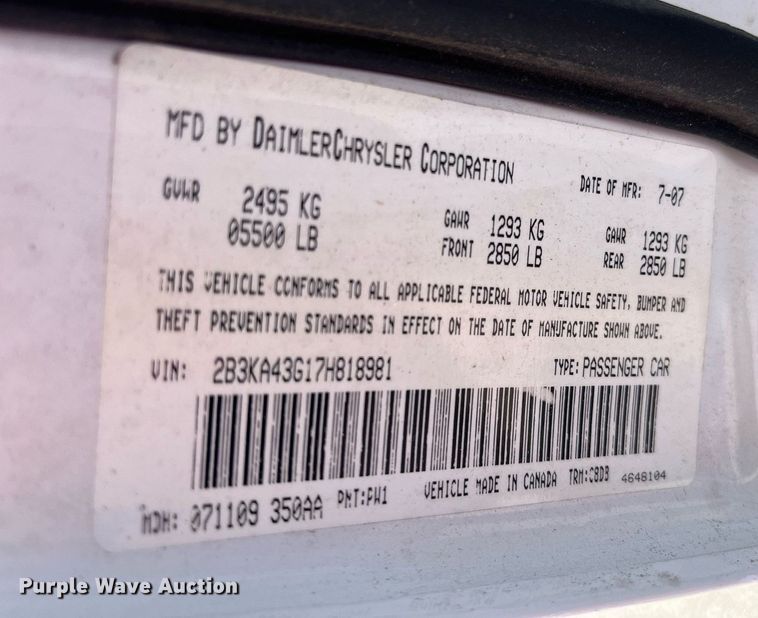 MFD BY DAIMLERCHRYSLER CORPORATION
DATE OF MFR: 7-07
GVWR 2495 KG
05500 LB
GAWR 1293 KG
FRONT 2850 LB
GAWR 1293 KG
REAR 2850 LB
THIS VEHICLE CONFORMS TO ALL APPLICABLE FEDERAL MOTOR VEHICLE SAFETY, BUMPER AND
THEFT PREVENTION STANDARDS IN EFFECT ON THE DATE OF MANUFACTURE SHOWN ABOVE.
VIN: 2B3KA43G17H818981 TYPE: PASSENGER CAR
MDH: 071109 350AA PNT:PW1 VEHICLE MADE IN CANADA TRM:C8DB 4648104
Purple Wave Auction